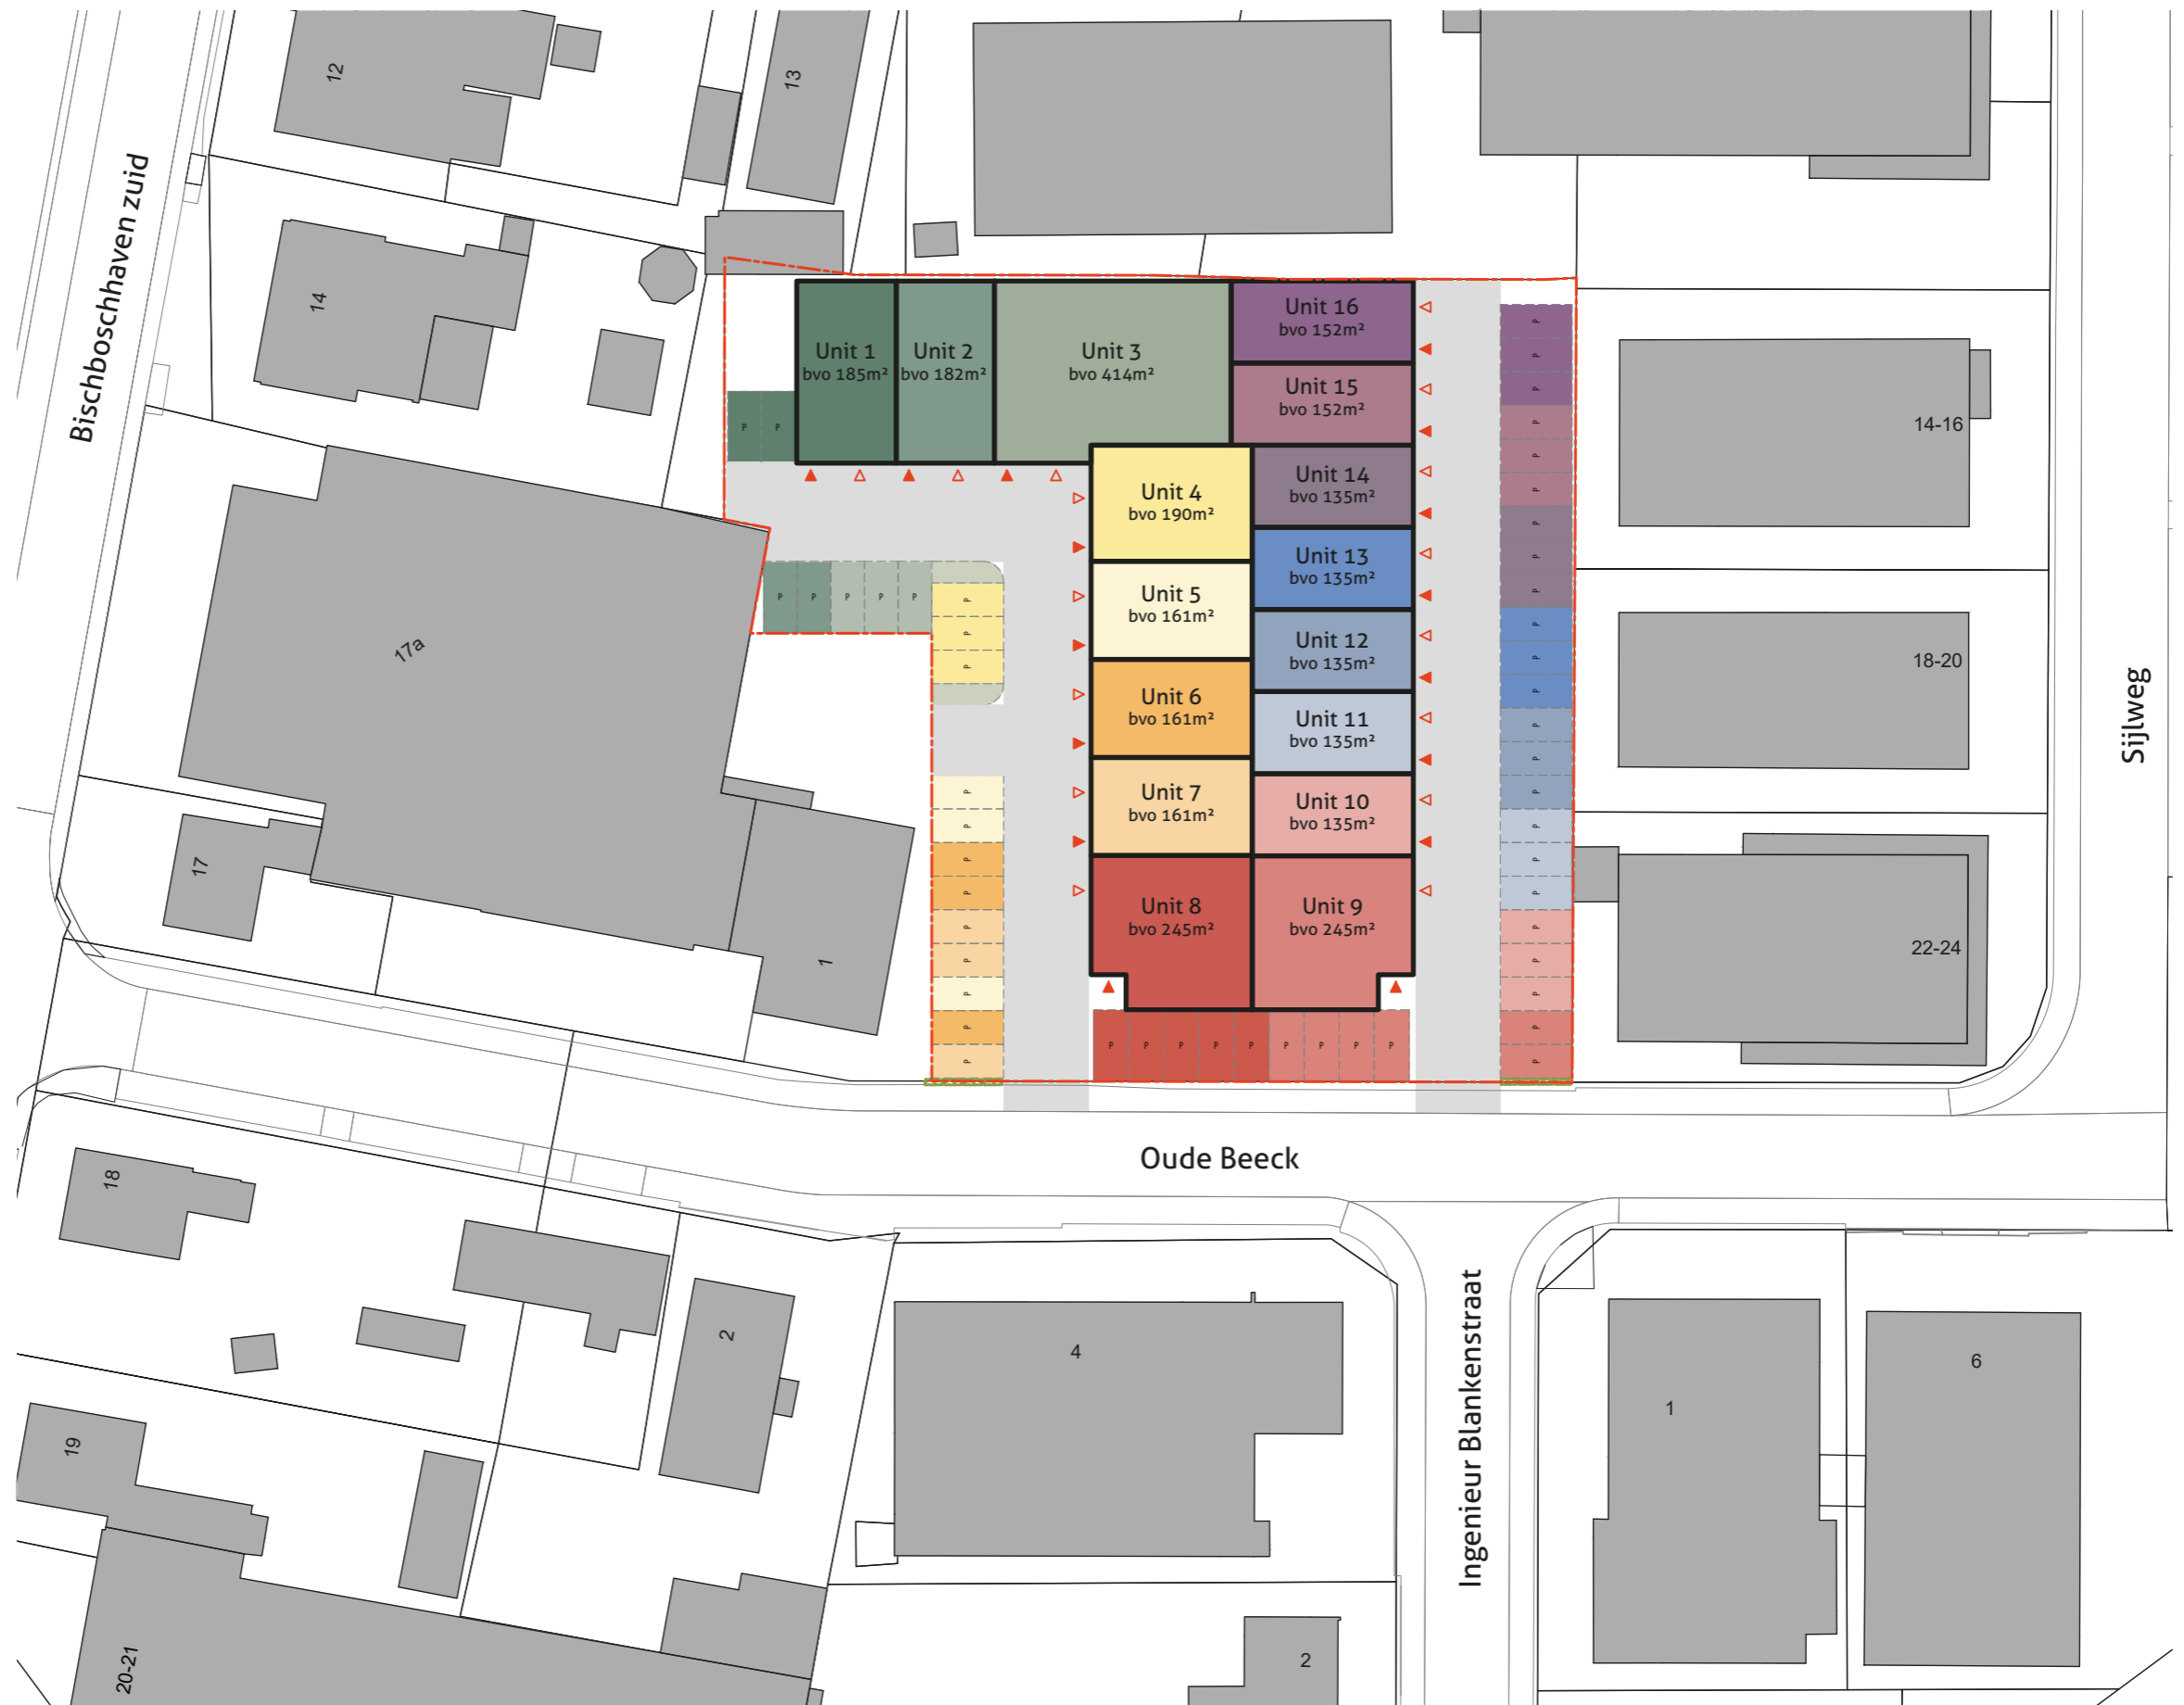 12
13
Bischboschhaven zuid
14
Unit 1
bvo 185m²
Unit 2
bvo 182m²
Unit 3
bvo 414m²
Unit 16
bvo 152m²
Unit 15
bvo 152m²
P
P
P
P
P
P
P
P
14-16
Unit 4
bvo 190m²
Unit 14
bvo 135m²
P
P
P
Unit 13
bvo 135m²
Unit 5
bvo 161m²
P
P
P
P
P
P
P
P
P
P
P
17a
Unit 12
bvo 135m²
18-20
Unit 6
bvo 161m²
Unit 11
bvo 135m²
P
P
P
Sijlweg
Unit 7
bvo 161m²
Unit 10
bvo 135m²
P
P
P
P
P
P
P
P
P
P
P
P
17
Unit 8
bvo 245m²
Unit 9
bvo 245m²
P
P
P
P
P
22-24
1
P
P
P
P
P
P
P
P
P
Oude Beeck
18
2
4
Ingenieur Blankenstraat
1
6
19
20-21
2